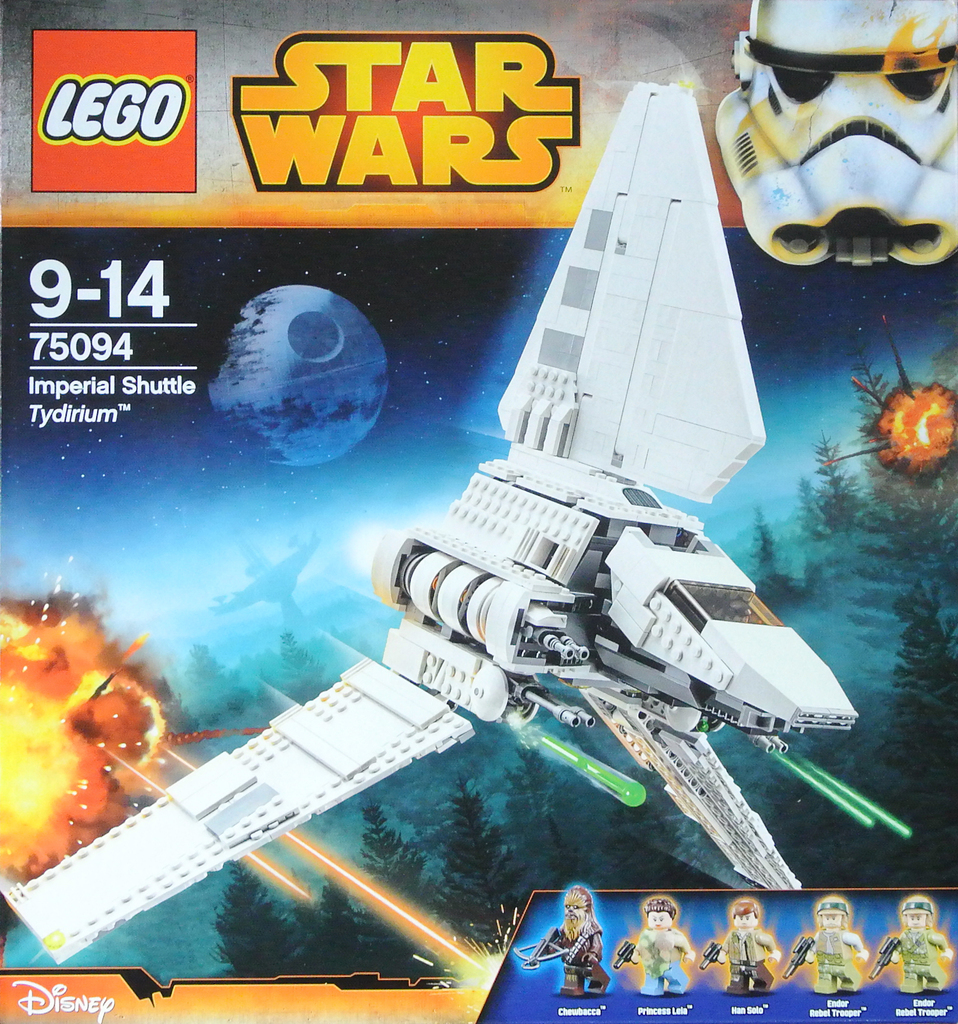 LEGO®
STAR
WARS™
9-14
75094
Imperial Shuttle
Tydirium™
Chewbacca™
Princess Leia™
Han Solo™
Endor
Rebel Trooper™
Endor
Rebel Trooper™
Disney